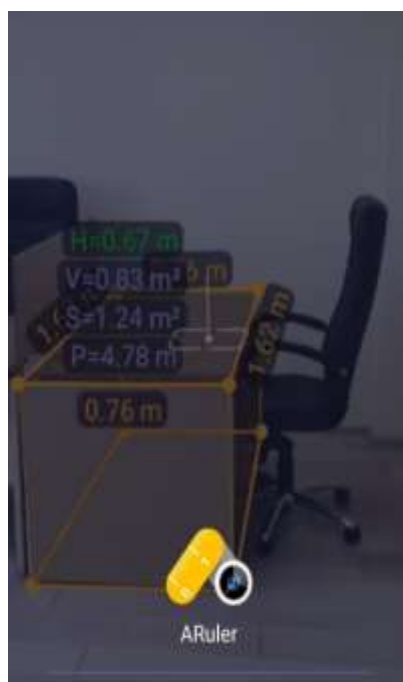 H=0.67 m
V=0.83 m³
S=1.24 m²
P=4.78 m
1.62 m
0.76 m
ARuler